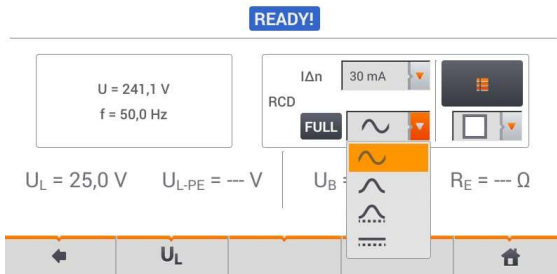 READY!
U = 241,1 V
f = 50,0 Hz
IΔn 30 mA
RCD
FULL
UL = 25,0 V UL-PE = --- V UB RE = --- Ω
UL